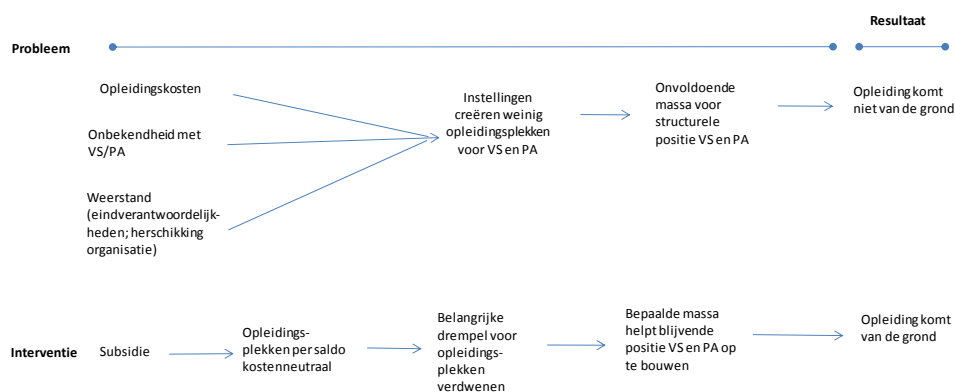 Resultaat
Probleem
Opleidingskosten
Onbekendheid met
VS/PA
Weerstand
(eindverantwoordelijk-
heden; herschikking
organisatie)
Instellingen
creëren weinig
opleidingsplekken
voor VS en PA
Onvoldoende
massa voor
structurele
positie VS en PA
Opleiding komt
niet van de grond
Interventie
Subsidie
Opleidings-
plekken per saldo
kostenneutraal
Belangrijke
drempel voor
opleidings-
plekken
verdwenen
Bepaalde massa
helpt blijvende
positie VS en PA op
te bouwen
Opleiding komt
van de grond